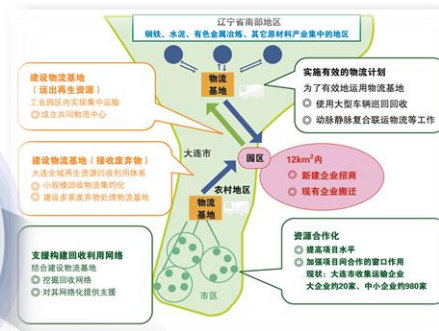 辽宁省南部地区
钢铁、水泥、有色金属冶炼、其它原材料产业集中的地区
建设物流基地
（运出再生资源）
工业园区内实现集中运输
成立共同物流中心
物流
基地
实施有效的物流计划
为了有效地运用物流基地
使用大型车辆巡回回收
动脉静脉复合联运物流等工作
大连市
建设物流基地（接收废弃物）
大连全域再生资源回收利用体系
小规模回收物流集约化
建设多家废弃物处理物流基地
园区
12km²内
新建企业招商
现有企业搬迁
农村地区
物流
基地
支援构建回收利用网络
结合建设物流基地
挖掘回收网络
对其网络化提供支援
市区
资源合作化
提高项目水平
加强项目间合作的窗口作用
现状：大连市收集运输企业
大企业约20家、中小企业约980家